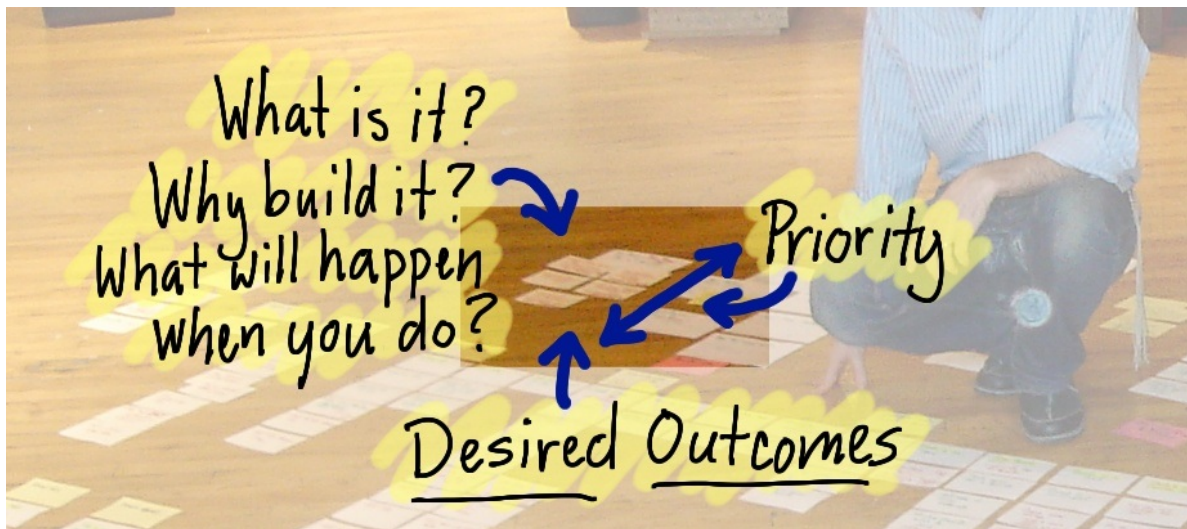 What is it?
Why build it?
What will happen
when you do?
Priority
Desired Outcomes